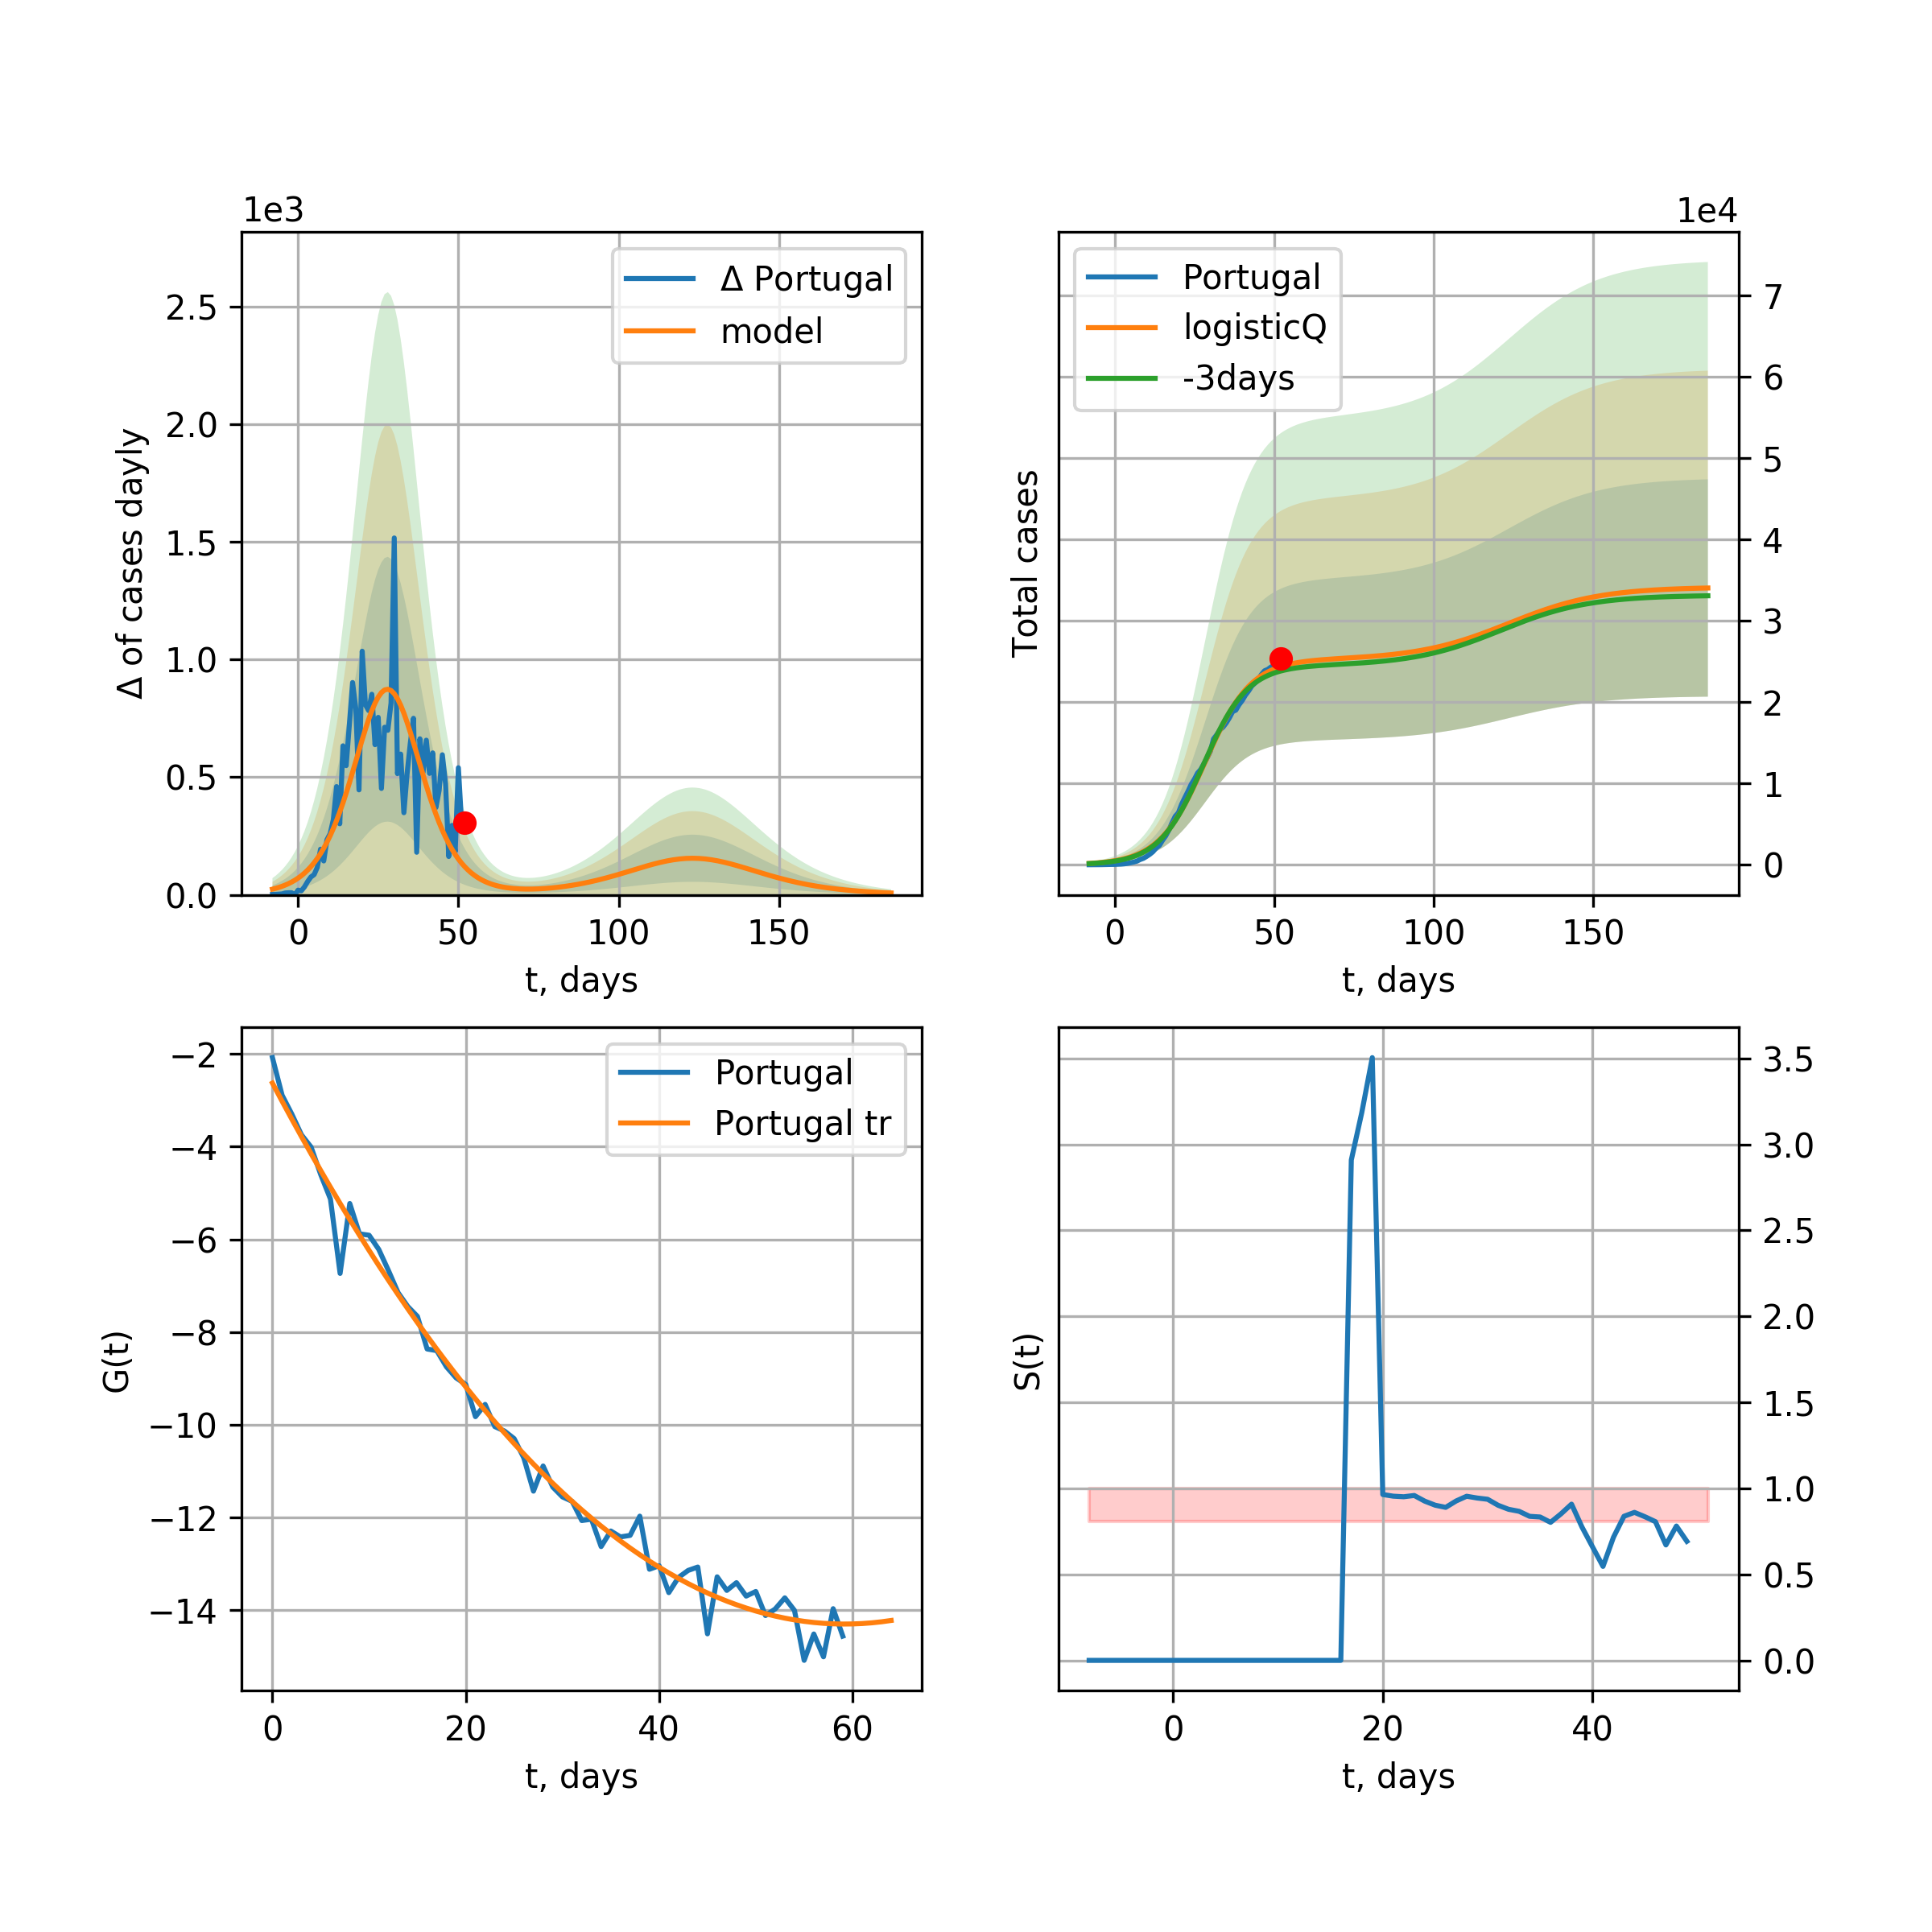 1e3
Δ Portugal
model
2.5
2.0
1.5
1.0
0.5
0.0
Δ of cases dayly
0 50 100 150
t, days
1e4
Portugal
logisticQ
-3days
7
6
5
4
3
2
1
0
Total cases
0 50 100 150
t, days
Portugal
Portugal tr
−2
−4
−6
−8
−10
−12
−14
G(t)
0 20 40 60
t, days
3.5
3.0
2.5
2.0
1.5
1.0
0.5
0.0
S(t)
0 20 40
t, days